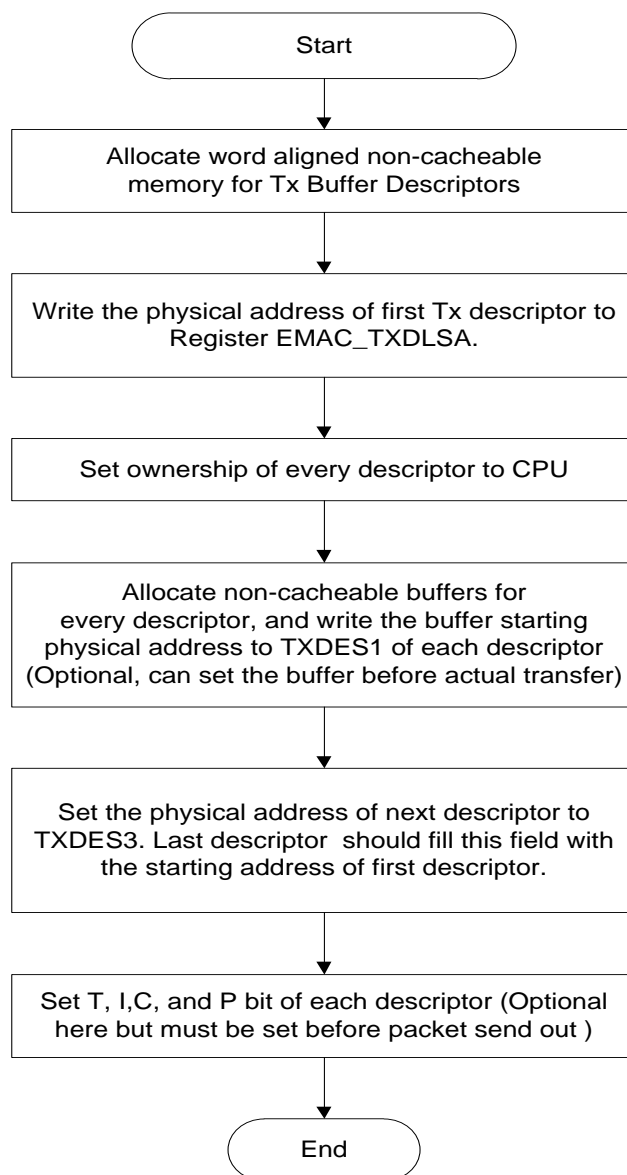 Start
Allocate word aligned non-cacheable
memory for Tx Buffer Descriptors
Write the physical address of first Tx descriptor to
Register EMAC_TXDLSA.
Set ownership of every descriptor to CPU
Allocate non-cacheable buffers for
every descriptor, and write the buffer starting
physical address to TXDES1 of each descriptor
(Optional, can set the buffer before actual transfer)
Set the physical address of next descriptor to
TXDES3. Last descriptor should fill this field with
the starting address of first descriptor.
Set T, I,C, and P bit of each descriptor (Optional
here but must be set before packet send out )
End